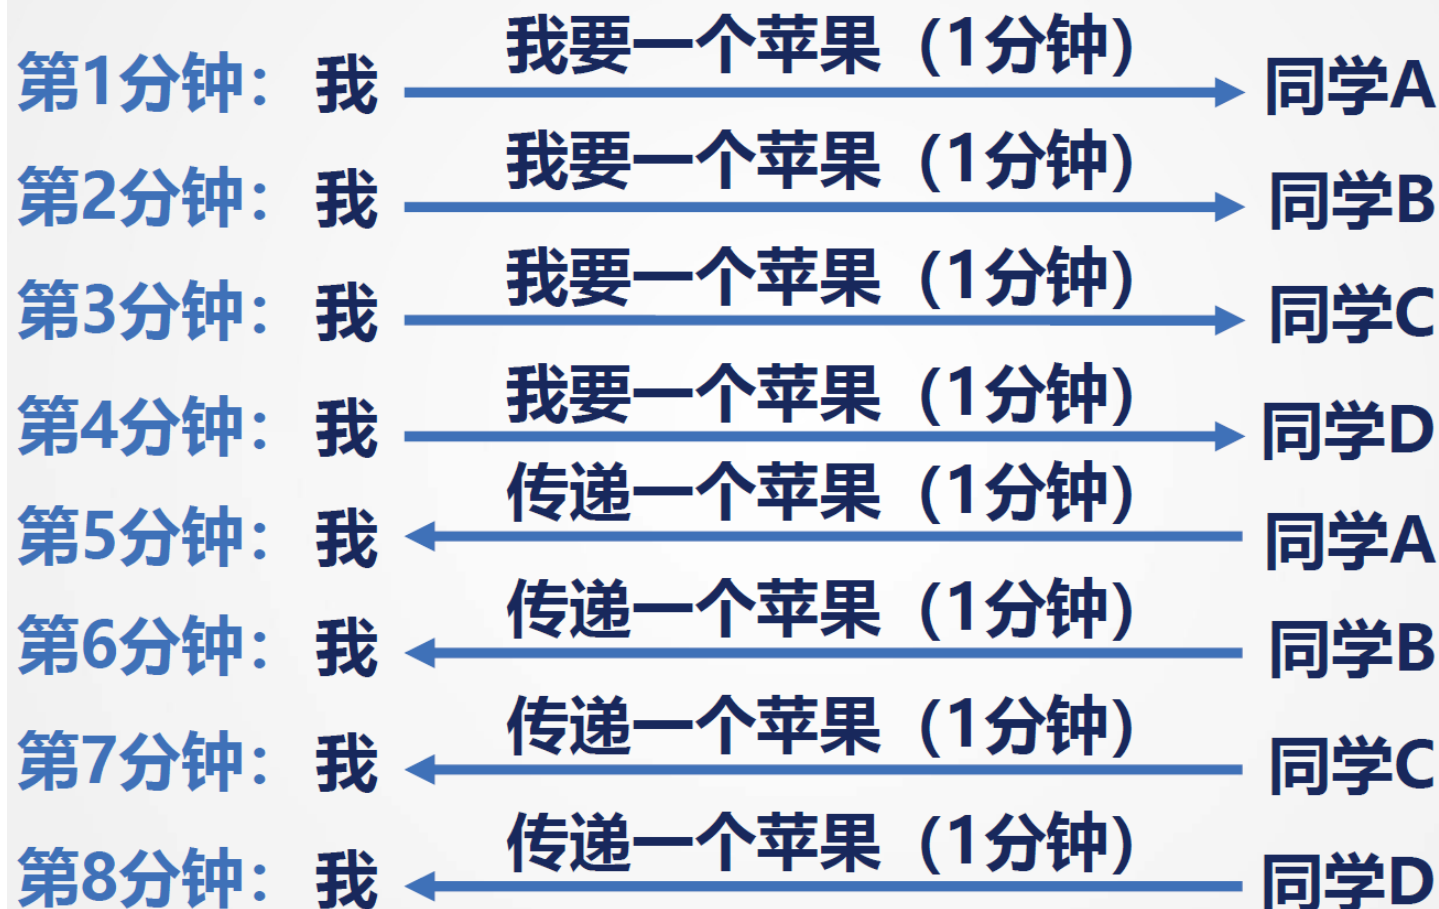 我要一个苹果（1分钟）
第1分钟：我 同学A
我要一个苹果（1分钟）
第2分钟：我 同学B
我要一个苹果（1分钟）
第3分钟：我 同学C
我要一个苹果（1分钟）
第4分钟：我 同学D
传递一个苹果（1分钟）
第5分钟：我 同学A
传递一个苹果（1分钟）
第6分钟：我 同学B
传递一个苹果（1分钟）
第7分钟：我 同学C
传递一个苹果（1分钟）
第8分钟：我 同学D